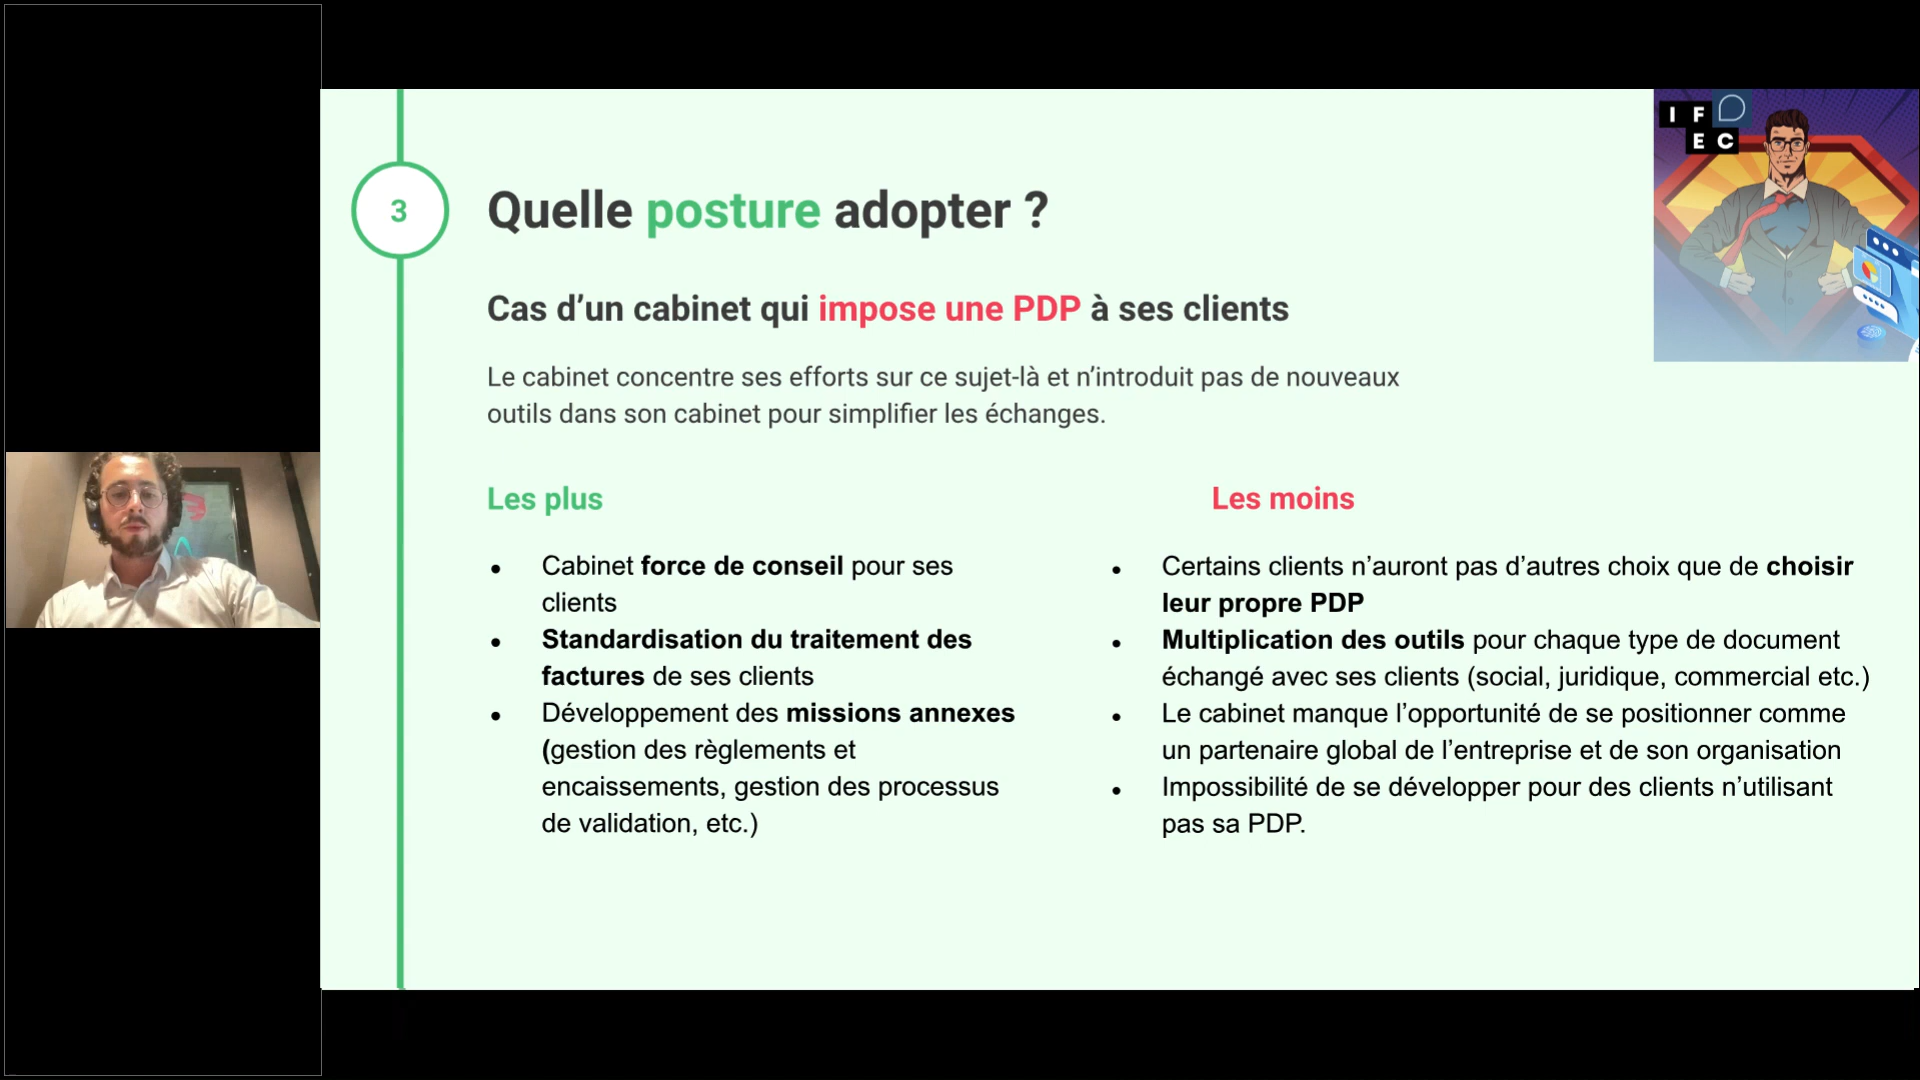 I F
E C
3
Quelle posture adopter ?
Cas d’un cabinet qui impose une PDP à ses clients
Le cabinet concentre ses efforts sur ce sujet-là et n’introduit pas de nouveaux
outils dans son cabinet pour simplifier les échanges.
Les plus
• Cabinet force de conseil pour ses
clients
• Standardisation du traitement des
factures de ses clients
• Développement des missions annexes
(gestion des règlements et
encaissements, gestion des processus
de validation, etc.)
Les moins
• Certains clients n’auront pas d’autres choix que de choisir
leur propre PDP
• Multiplication des outils pour chaque type de document
échangé avec ses clients (social, juridique, commercial etc.)
• Le cabinet manque l’opportunité de se positionner comme
un partenaire global de l’entreprise et de son organisation
• Impossibilité de se développer pour des clients n’utilisant
pas sa PDP.